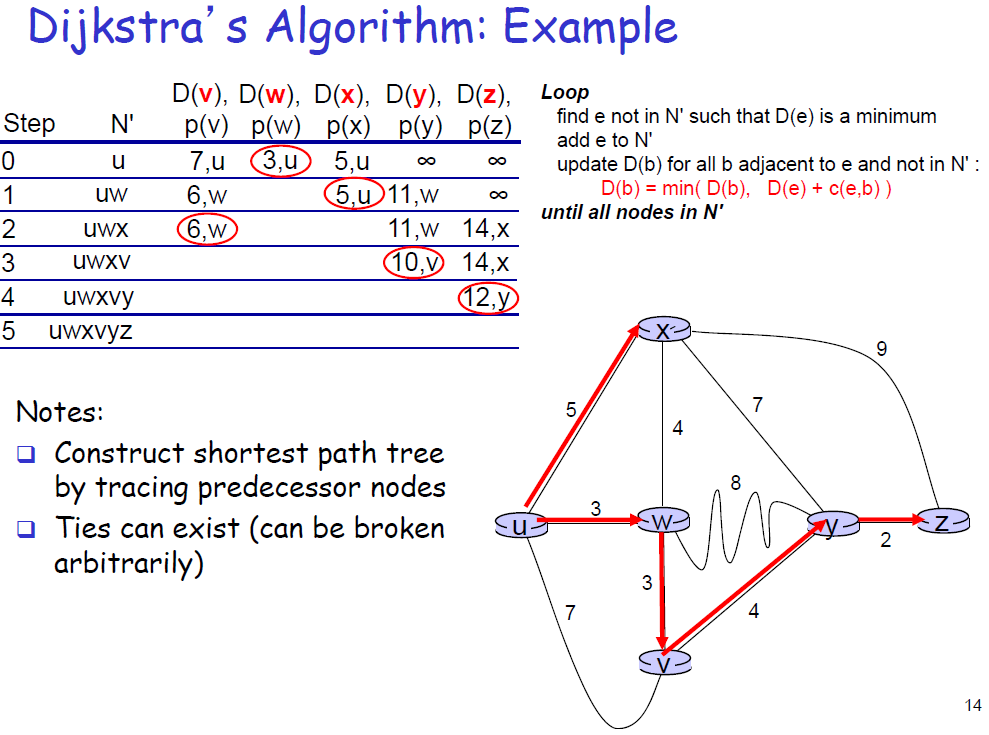 Dijkstra's Algorithm: Example
D(v), D(w), D(x), D(y), D(z),
Step N' p(v) p(w) p(x) p(y) p(z)
0 u 7,u 3,u 5,u ∞ ∞
1 uw 6,w 5,u 11,w ∞
2 uwx 6,w 11,w 14,x
3 uwxv 10,v 14,x
4 uwxvy 12,y
5 uwxvyz
Loop
find e not in N' such that D(e) is a minimum
add e to N'
update D(b) for all b adjacent to e and not in N' :
D(b) = min( D(b), D(e) + c(e,b) )
until all nodes in N'
Notes:
❑ Construct shortest path tree
by tracing predecessor nodes
❑ Ties can exist (can be broken
arbitrarily)
x
9
5
7
4
8
3
u
w
y
z
2
3
7
4
v
14